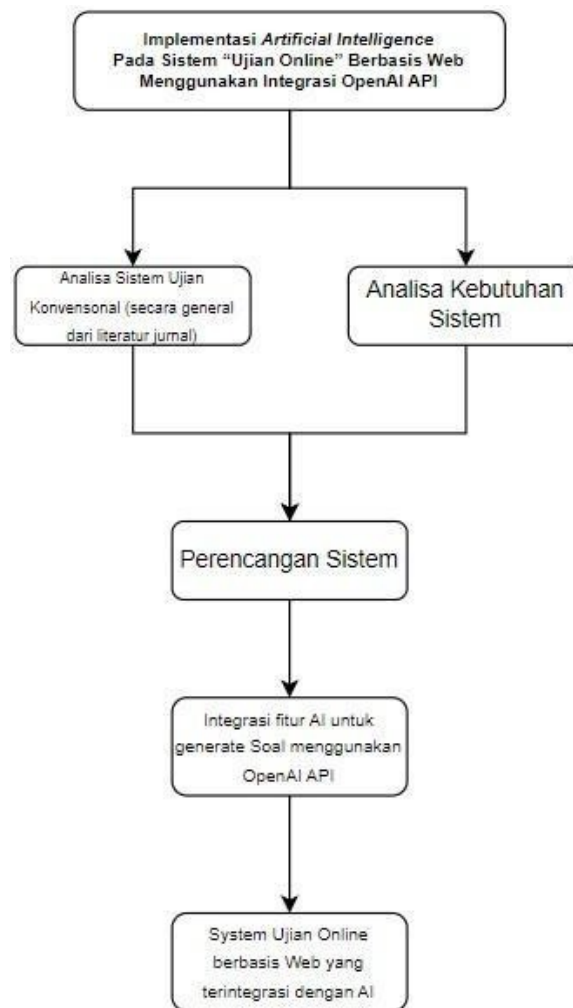 Implementasi Artificial Intelligence
Pada Sistem “Ujian Online” Berbasis Web
Menggunakan Integrasi OpenAI API
Analisa Sistem Ujian
Konvensonal (secara general
dari literatur jurnal)
Analisa Kebutuhan
Sistem
Perencangan Sistem
Integrasi fitur AI untuk
generate Soal menggunakan
OpenAI API
System Ujian Online
berbasis Web yang
terintegrasi dengan AI